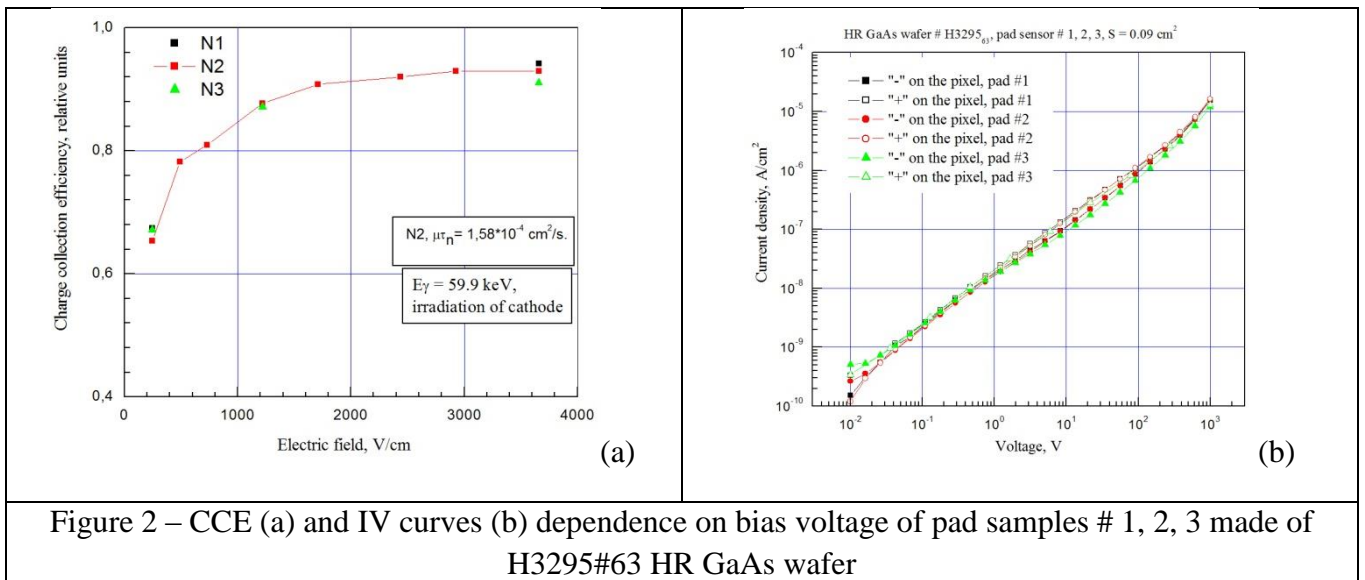 1,0
0,8
0,6
0,4
0
1000
2000
3000
4000
Charge collection efficiency, relative units
Electric field, V/cm
N1
N2
N3
N2, μτn= 1,58*10-4 cm2/s.
Eγ = 59.9 keV,
irradiation of cathode
(a)
HR GaAs wafer # H329563, pad sensor # 1, 2, 3, S = 0.09 cm2
10-4
10-5
10-6
10-7
10-8
10-9
10-10
10-2
10-1
100
101
102
103
Current density, A/cm2
Voltage, V
"-" on the pixel, pad #1
"+" on the pixel, pad #1
"-" on the pixel, pad #2
"+" on the pixel, pad #2
"-" on the pixel, pad #3
"+" on the pixel, pad #3
(b)
Figure 2 – CCE (a) and IV curves (b) dependence on bias voltage of pad samples # 1, 2, 3 made of
H3295#63 HR GaAs wafer